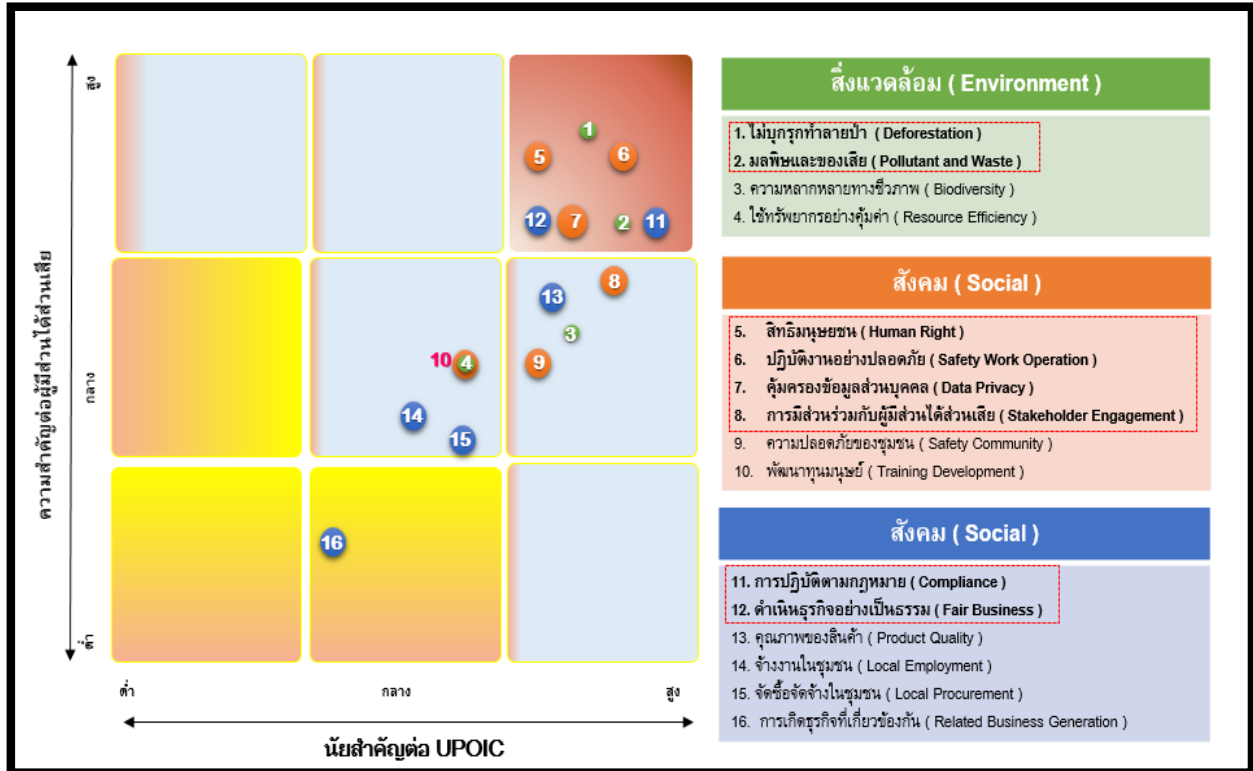 ความสำคัญต่อผู้มีส่วนได้ส่วนเสีย
สูง
กลาง
ต่ำ
1
5
6
12
7
2
11
8
13
3
9
10
4
14
15
16
ต่ำ
กลาง
สูง
นัยสำคัญต่อ UPOIC
สิ่งแวดล้อม ( Environment )
1. ไม่บุกรุกทำลายป่า ( Deforestation )
2. มลพิษและของเสีย ( Pollutant and Waste )
3. ความหลากหลายทางชีวภาพ ( Biodiversity )
4. ใช้ทรัพยากรอย่างคุ้มค่า ( Resource Efficiency )
สังคม ( Social )
5. สิทธิมนุษยชน ( Human Right )
6. ปฏิบัติงานอย่างปลอดภัย ( Safety Work Operation )
7. คุ้มครองข้อมูลส่วนบุคคล ( Data Privacy )
8. การมีส่วนร่วมกับผู้มีส่วนได้ส่วนเสีย ( Stakeholder Engagement )
9. ความปลอดภัยของชุมชน ( Safety Community )
10. พัฒนาทุนมนุษย์ ( Training Development )
สังคม ( Social )
11. การปฏิบัติตามกฎหมาย ( Compliance )
12. ดำเนินธุรกิจอย่างเป็นธรรม ( Fair Business )
13. คุณภาพของสินค้า ( Product Quality )
14. จ้างงานในชุมชน ( Local Employment )
15. จัดซื้อจัดจ้างในชุมชน ( Local Procurement )
16. การเกิดธุรกิจที่เกี่ยวข้องกัน ( Related Business Generation )